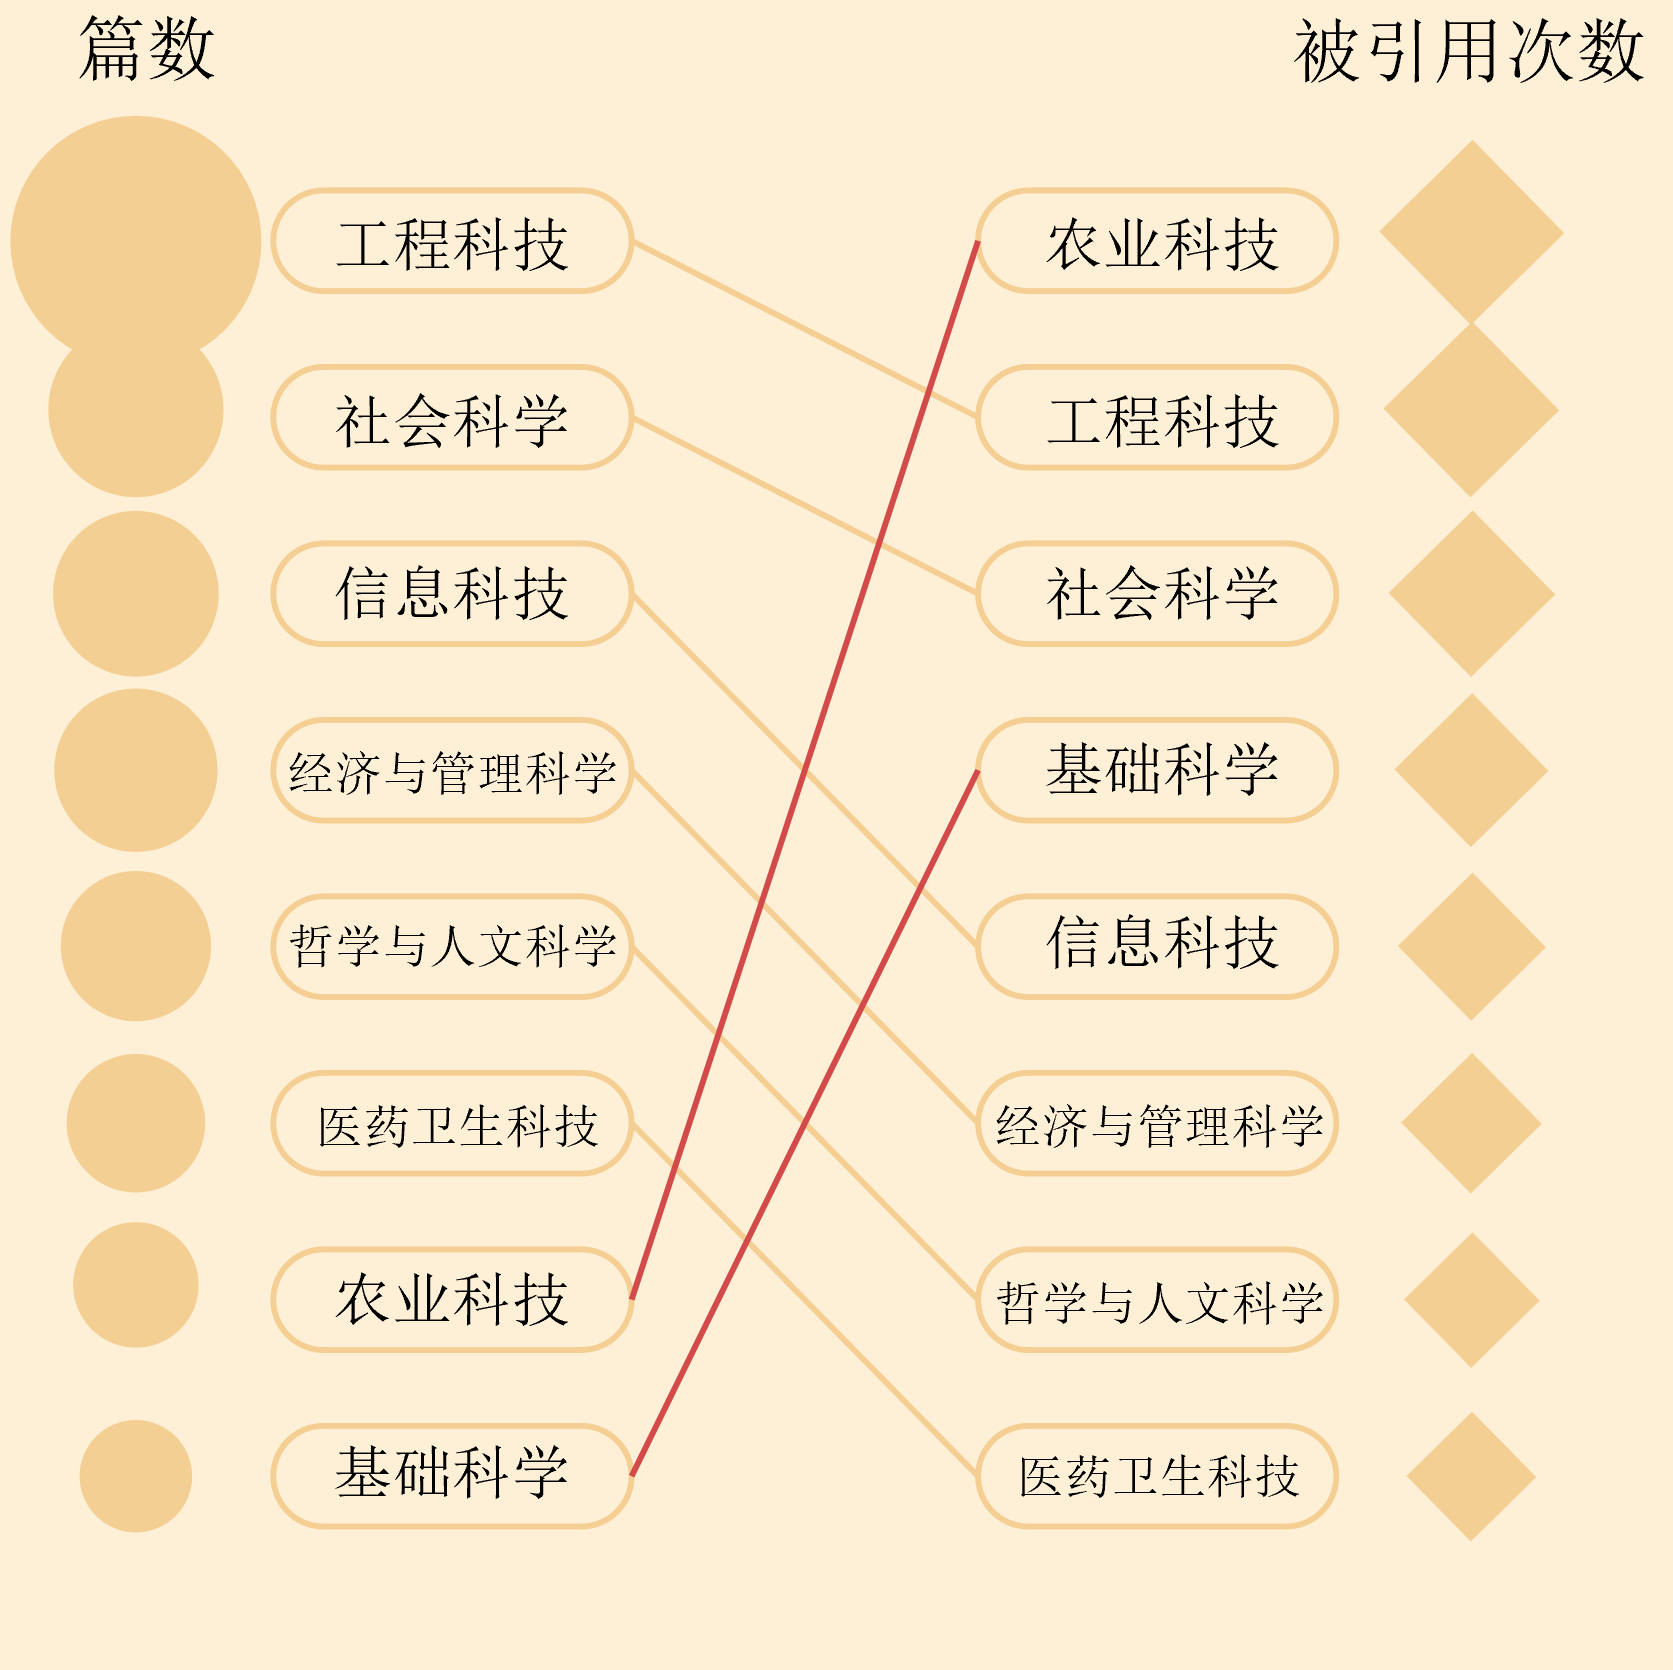 篇数
被引用次数
工程科技
农业科技
社会科学
工程科技
信息科技
社会科学
经济与管理科学
基础科学
哲学与人文科学
信息科技
医药卫生科技
经济与管理科学
农业科技
哲学与人文科学
基础科学
医药卫生科技